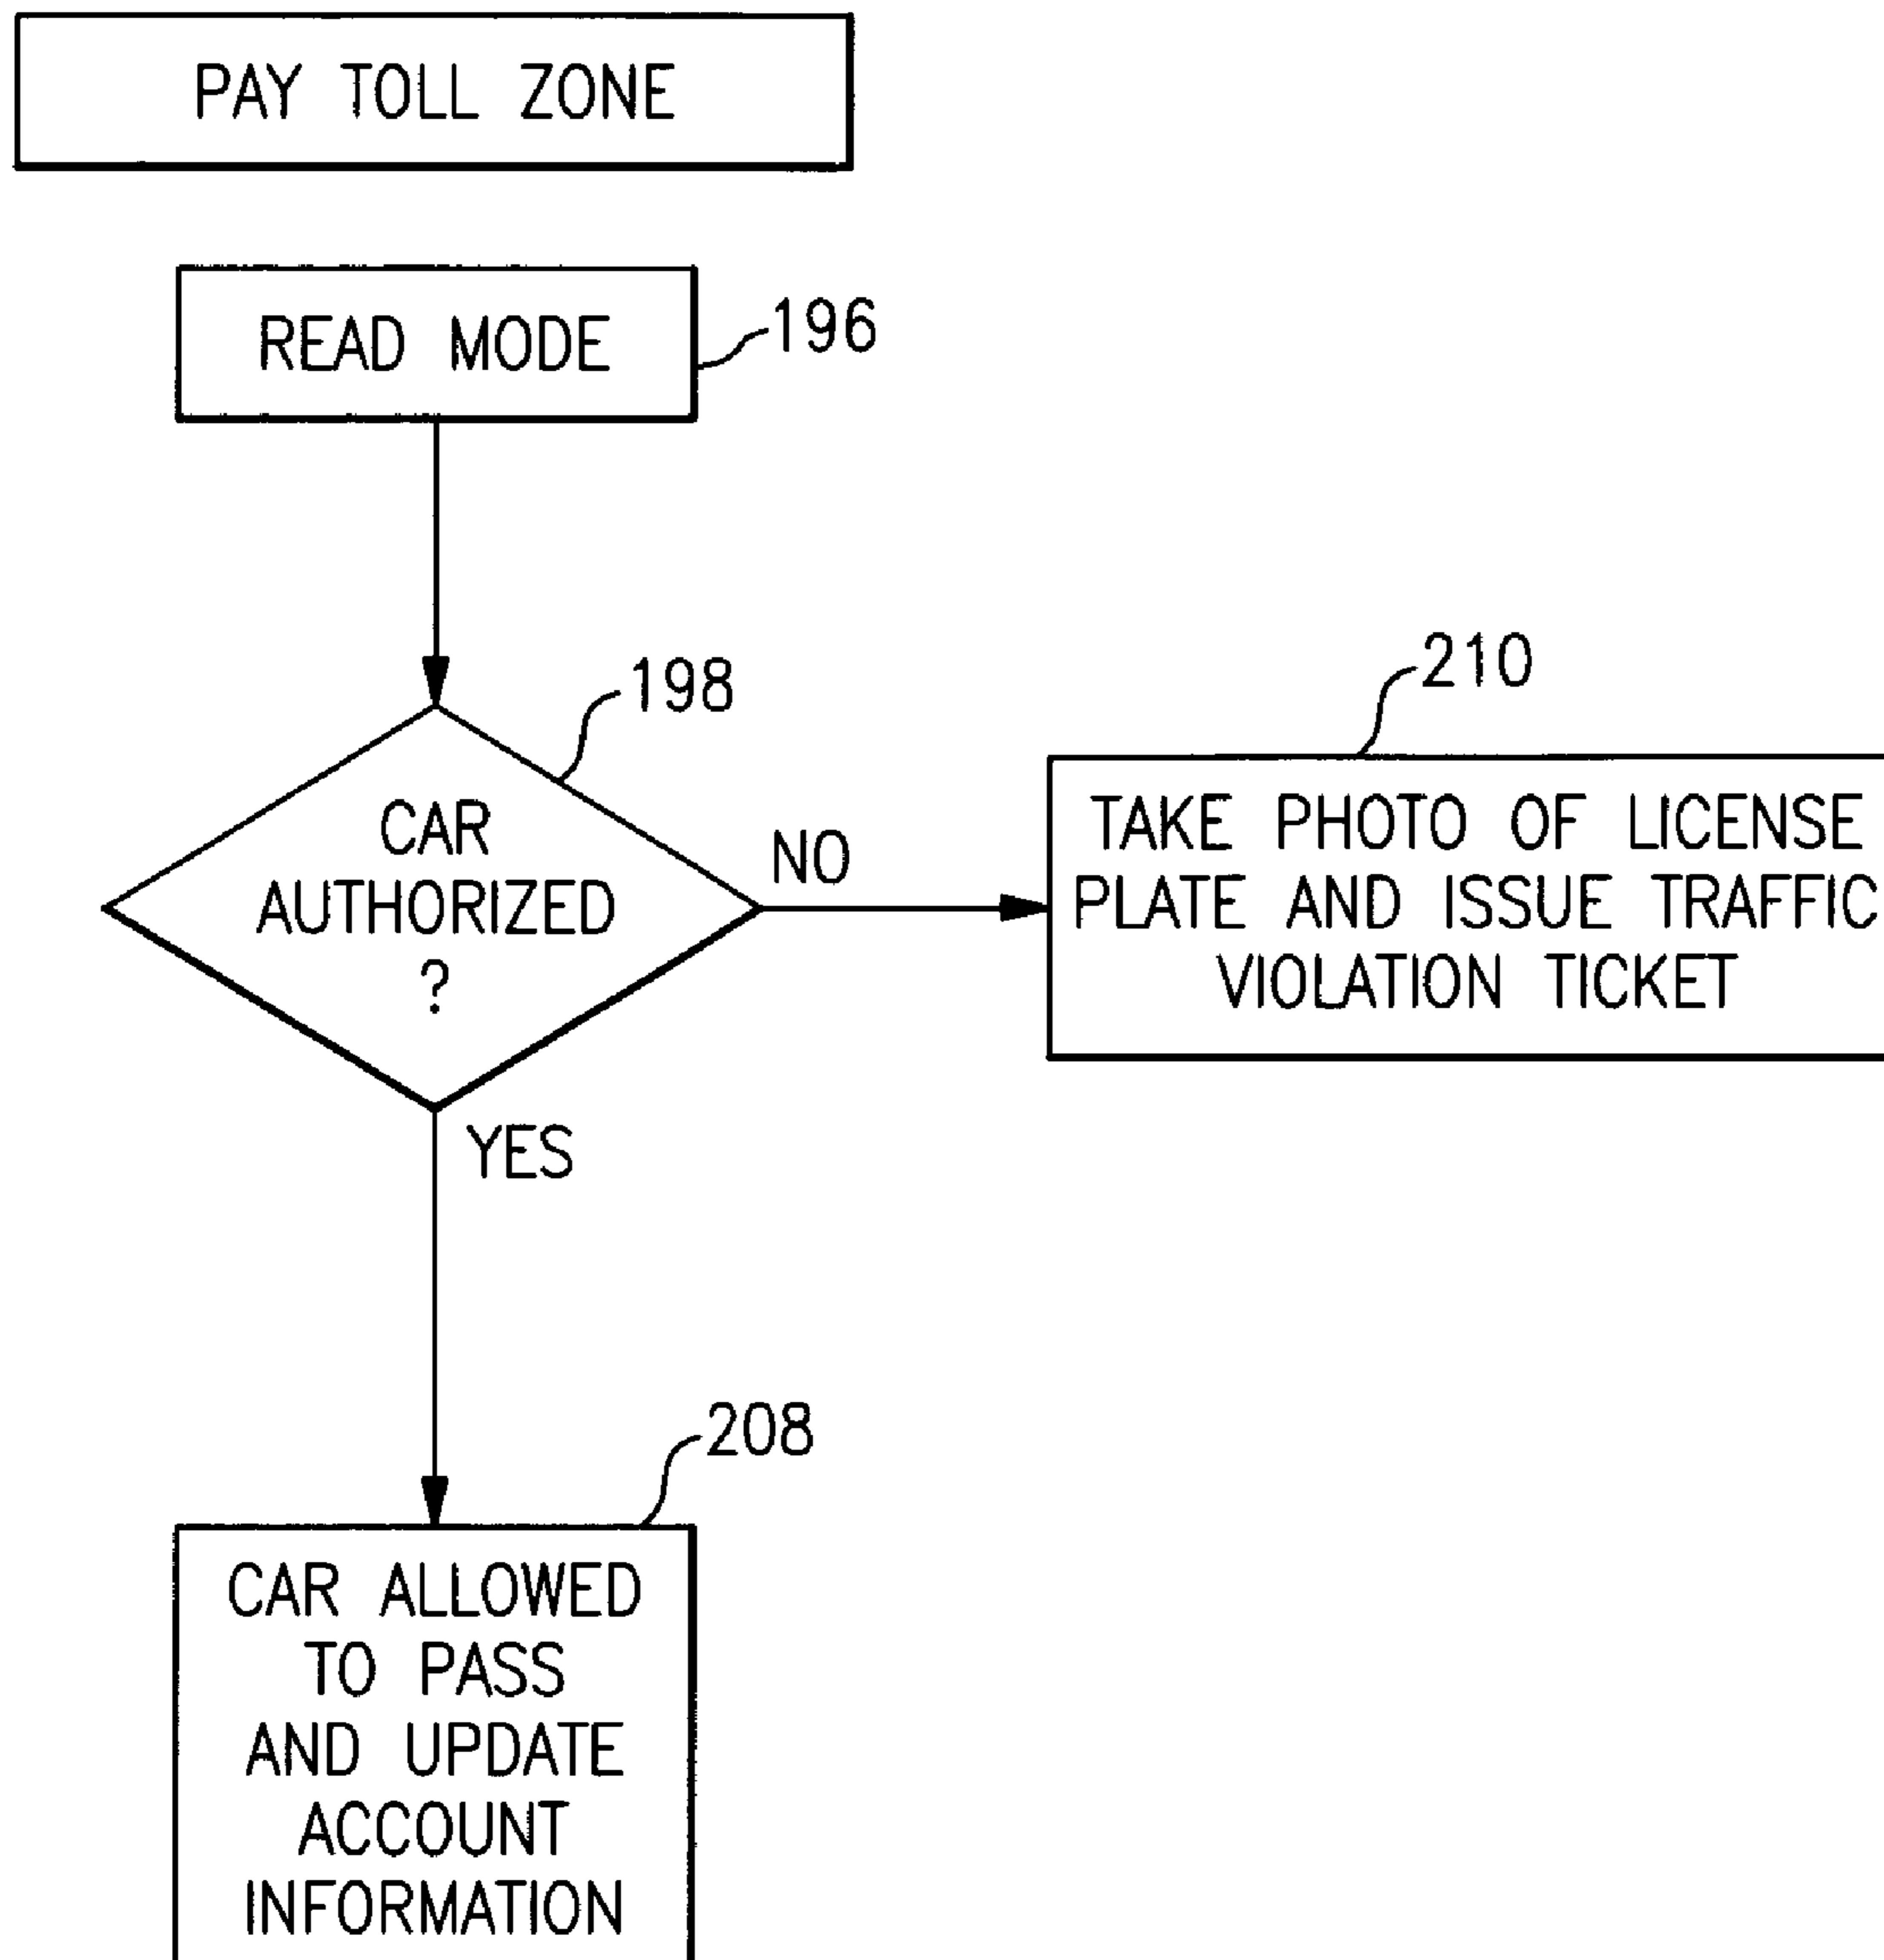 PAY TOLL ZONE
READ MODE
196
198
CAR
AUTHORIZED
?
NO
210
TAKE PHOTO OF LICENSE
PLATE AND ISSUE TRAFFIC
VIOLATION TICKET
YES
208
CAR ALLOWED
TO PASS
AND UPDATE
ACCOUNT
INFORMATION